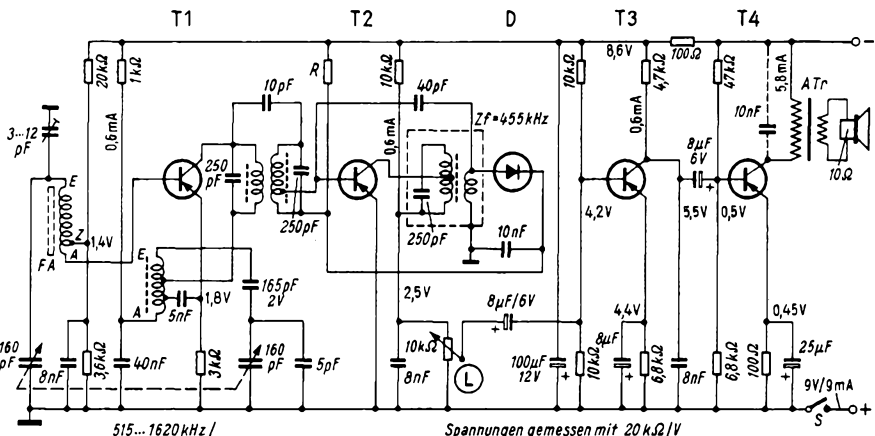 T1 T2 D T3 T4
20kΩ
1kΩ
10pF
R
10kΩ
40pF
8,6V
10kΩ
4,7kΩ
100Ω
47kΩ
5,8mA
ATr
–
3...12
pF
0,6mA
Zf=455kHz
0,6mA
0,6mA
10nF
8µF
6V
10Ω
E
250
pF
250pF
250pF
4,2V
5,5V
0,5V
FA
Z
A
1,4V
E
10nF
165pF
2V
A
5nF
1,8V
2,5V
8µF/6V
4,4V
0,45V
160
pF
8nF
3,6kΩ
40nF
3kΩ
160
pF
5pF
10kΩ
8nF
L
+
100µF
12V
+
10kΩ
8µF
+
6,8kΩ
8nF
+
6,8kΩ
100Ω
25µF
+
9V/9mA
S
+
515...1620kHz/
Spannungen gemessen mit 20kΩ/V